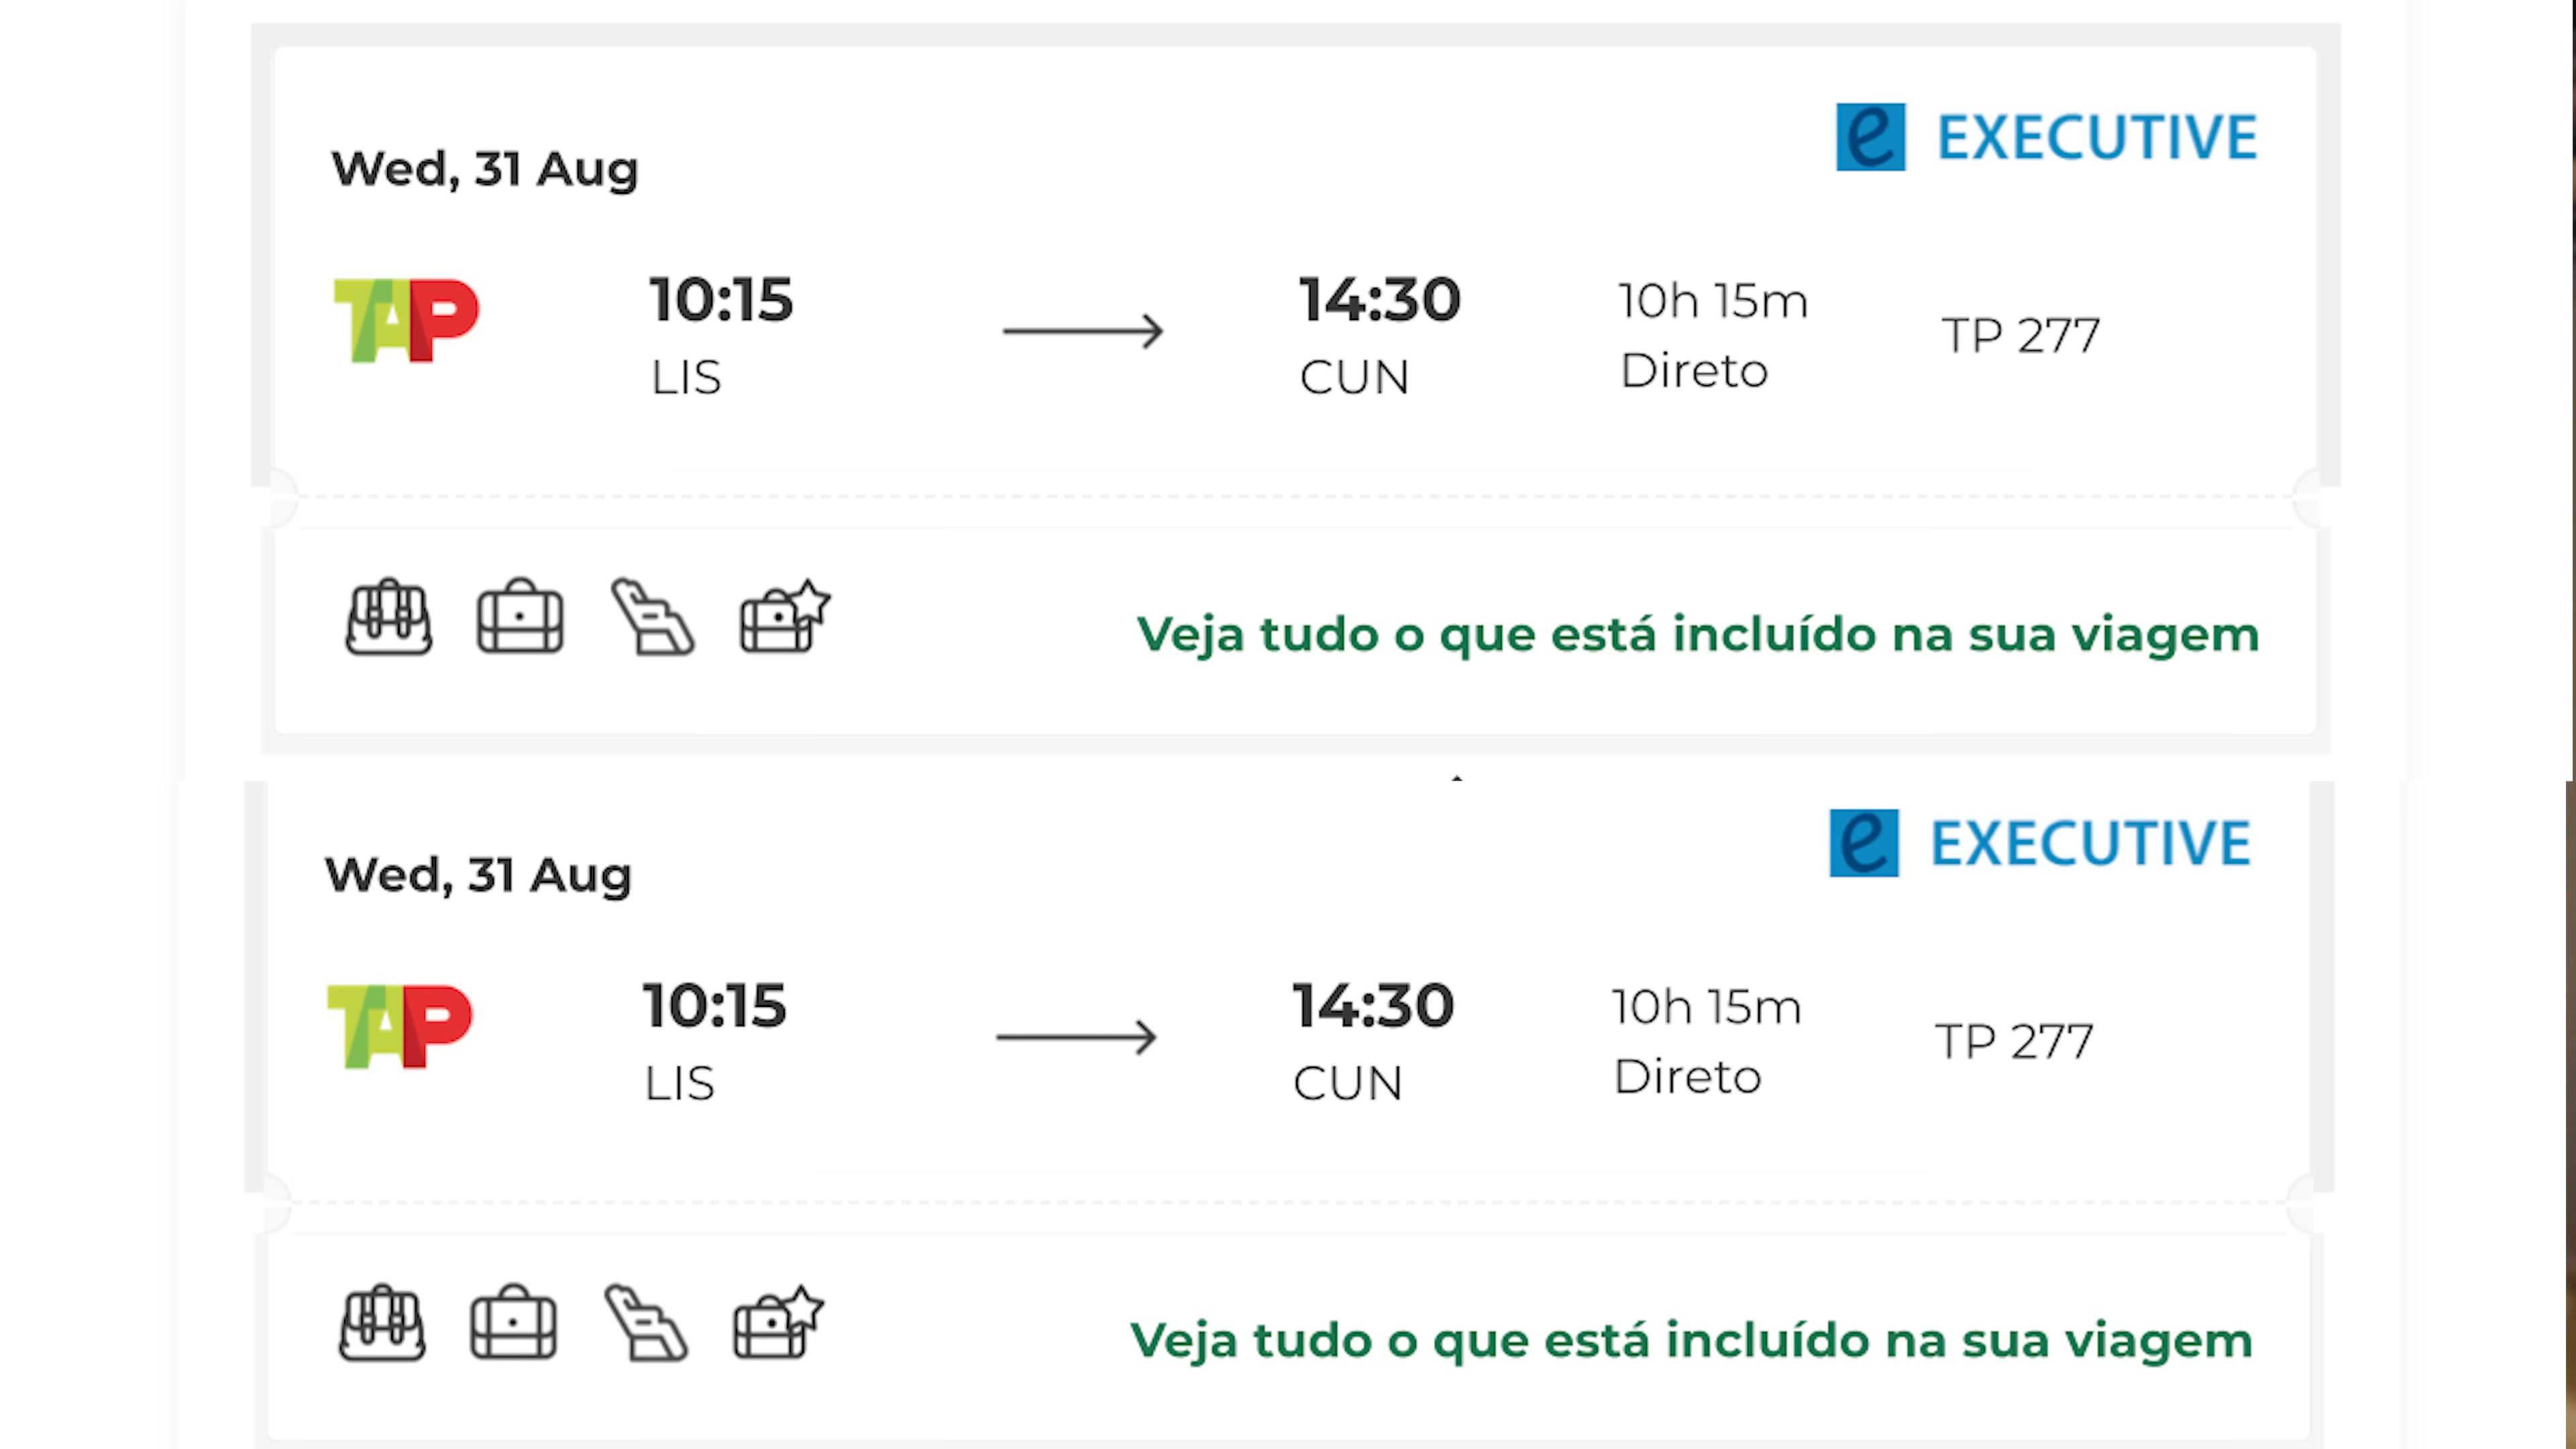 e EXECUTIVE
Wed, 31 Aug
TAP 10:15 14:30 10h 15m TP 277
LIS CUN Direto
Veja tudo o que está incluído na sua viagem
e EXECUTIVE
Wed, 31 Aug
TAP 10:15 14:30 10h 15m TP 277
LIS CUN Direto
Veja tudo o que está incluído na sua viagem